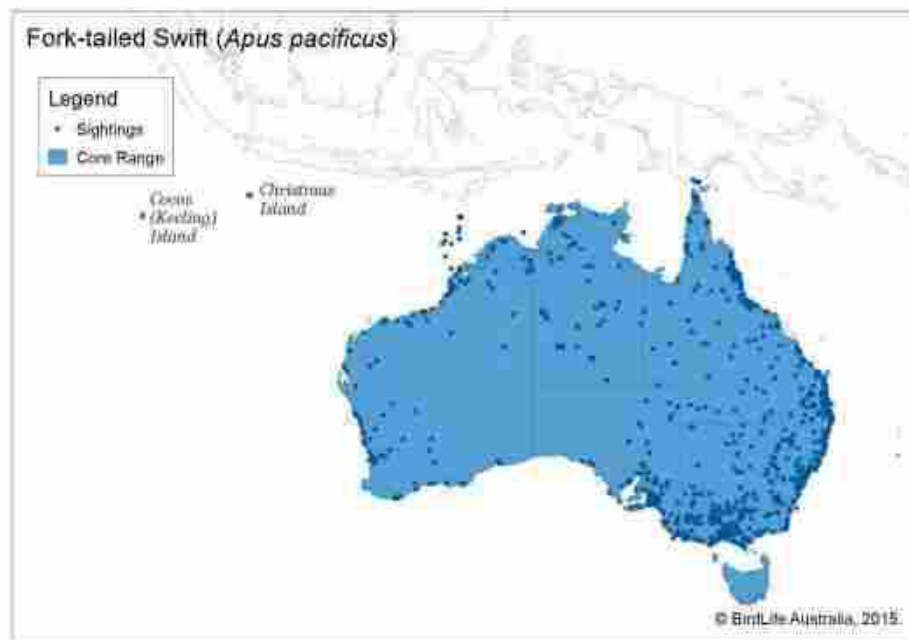 Fork-tailed Swift (Apus pacificus)
Legend
Sightings
Core Range
Cocos
(Keeling)
Island
Christmas
Island
© BirdLife Australia, 2015.